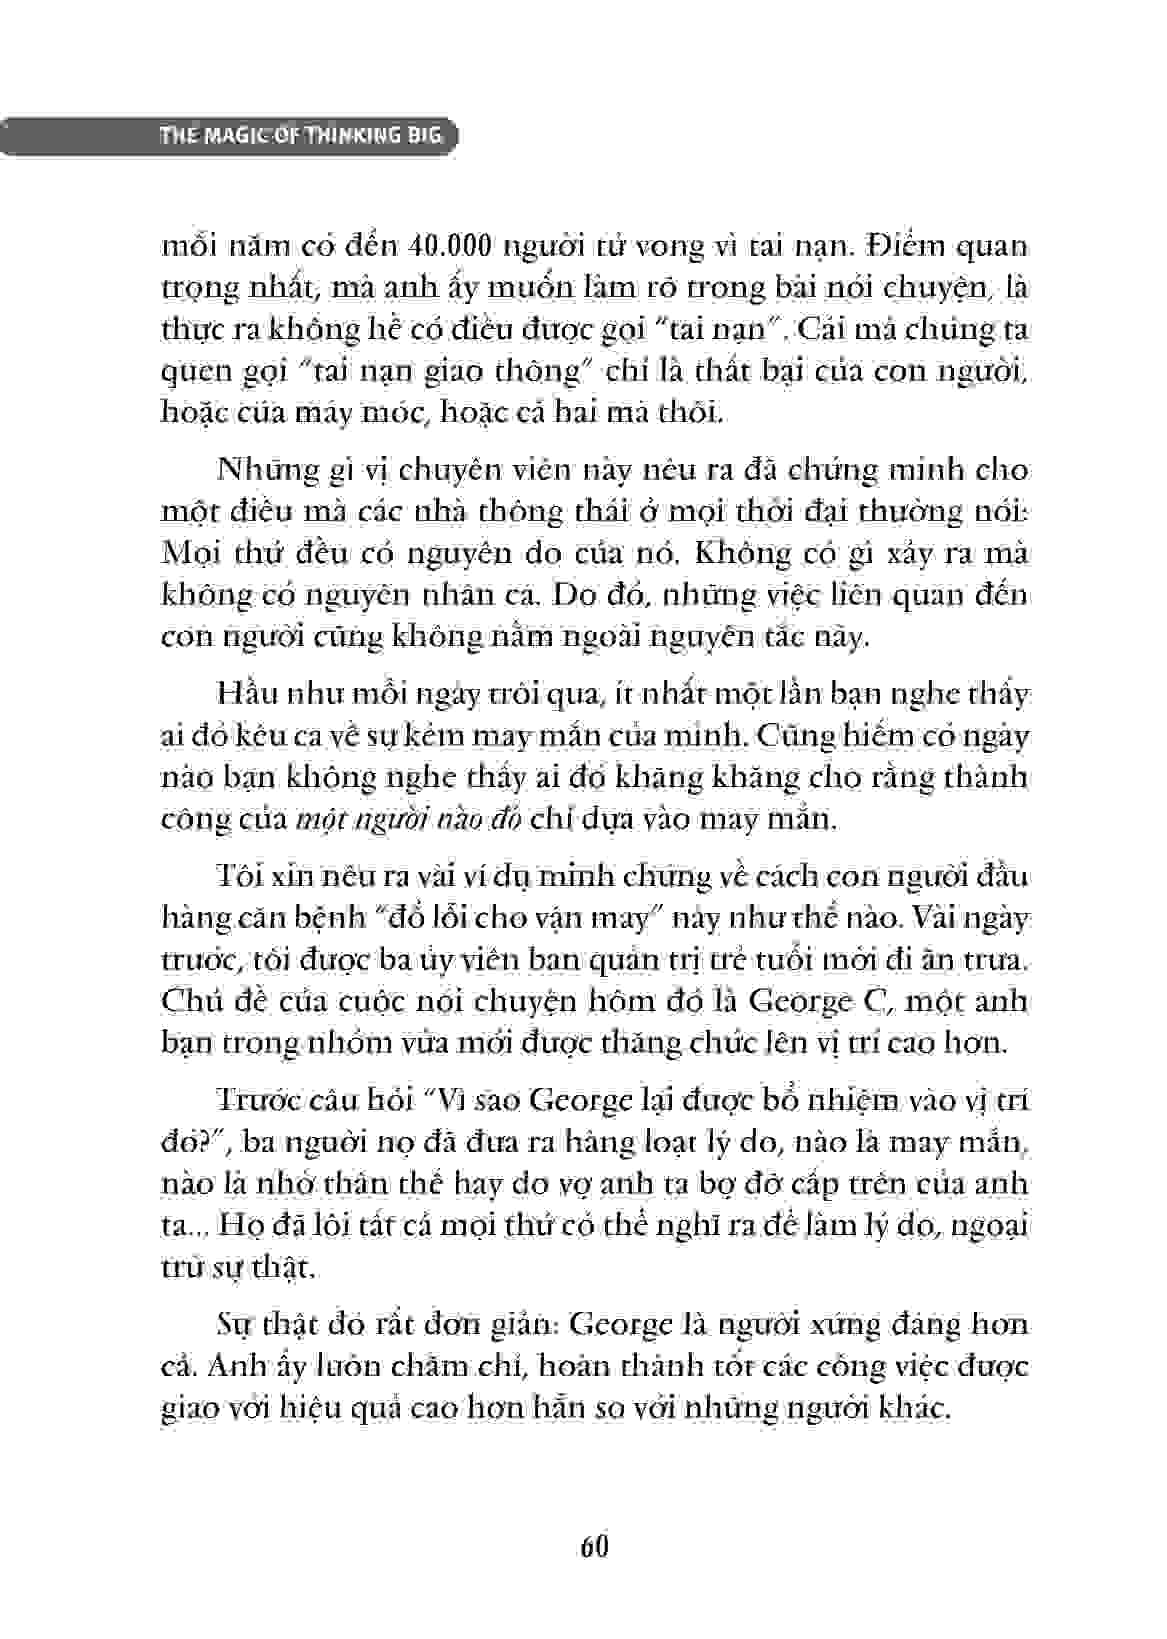 THE MAGIC OF THINKING BIG
mỗi năm có đến 40.000 người tử vong vì tai nạn. Điểm quan
trọng nhất, mà anh ấy muốn làm rõ trong bài nói chuyện, là
thực ra không hề có điều được gọi "tai nạn". Cái mà chúng ta
quen gọi "tai nạn giao thông" chỉ là thất bại của con người,
hoặc của máy móc, hoặc cả hai mà thôi.
Những gì vị chuyên viên này nêu ra đã chứng minh cho
một điều mà các nhà thông thái ở mọi thời đại thường nói:
Mọi thứ đều có nguyên do của nó. Không có gì xảy ra mà
không có nguyên nhân cả. Do đó, những việc liên quan đến
con người cũng không nằm ngoài nguyên tắc này.
Hầu như mỗi ngày trôi qua, ít nhất một lần bạn nghe thấy
ai đó kêu ca về sự kém may mắn của mình. Cũng hiếm có ngày
nào bạn không nghe thấy ai đó khăng khăng cho rằng thành
công của một người nào đó chỉ dựa vào may mắn.
Tôi xin nêu ra vài ví dụ minh chứng về cách con người đầu
hàng căn bệnh "đổ lỗi cho vận may" này như thế nào. Vài ngày
trước, tôi được ba ủy viên ban quản trị trẻ tuổi mời đi ăn trưa.
Chủ đề của cuộc nói chuyện hôm đó là George C, một anh
bạn trong nhóm vừa mới được thăng chức lên vị trí cao hơn.
Trước câu hỏi "Vì sao George lại được bổ nhiệm vào vị trí
đó?", ba người nọ đã đưa ra hàng loạt lý do, nào là may mắn,
nào là nhờ thân thế hay do vợ anh ta bợ đỡ cấp trên của anh
ta... Họ đã lôi tất cả mọi thứ có thể nghĩ ra để làm lý do, ngoại
trừ sự thật.
Sự thật đó rất đơn giản: George là người xứng đáng hơn
cả. Anh ấy luôn chăm chỉ, hoàn thành tốt các công việc được
giao với hiệu quả cao hơn hẳn so với những người khác.
60